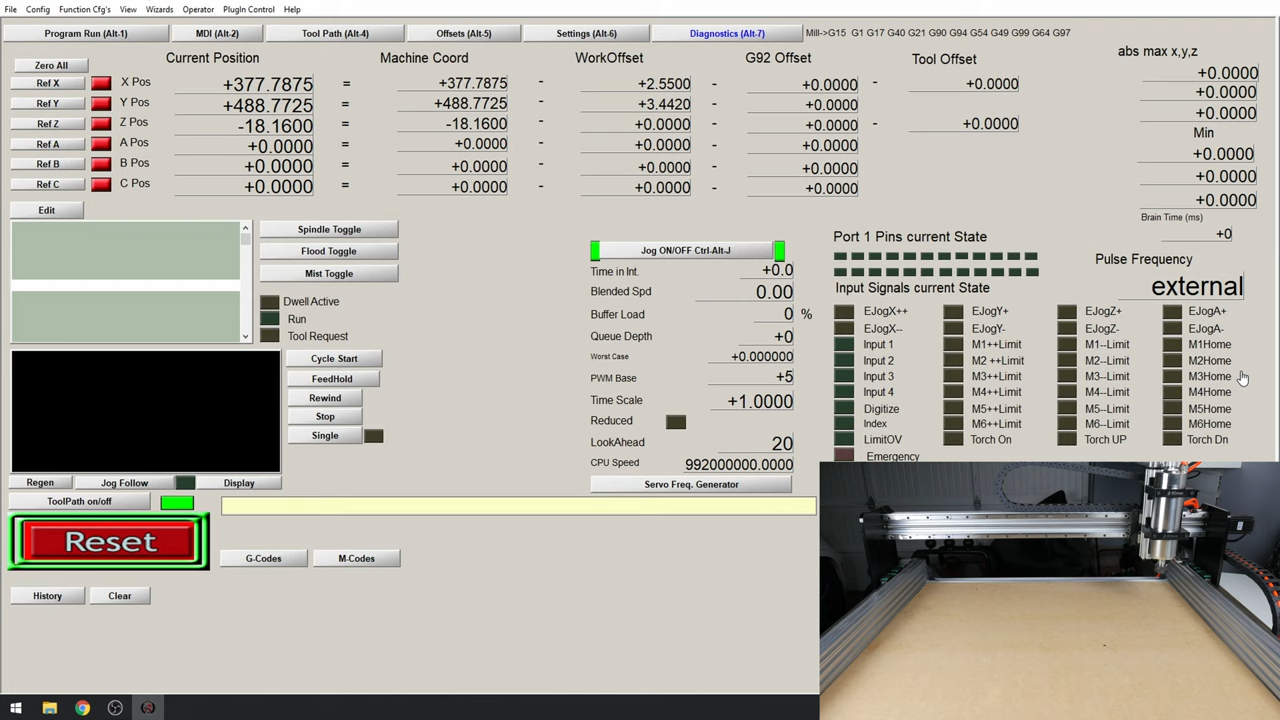 File Config Function Cfg's View Wizards Operator PlugIn Control Help
Program Run (Alt-1) MDI (Alt-2) Tool Path (Alt-4) Offsets (Alt-5) Settings (Alt-6) Diagnostics (Alt-7) Mill->G15 G1 G17 G40 G21 G90 G94 G54 G49 G99 G64 G97
Current Position Machine Coord WorkOffset G92 Offset Tool Offset abs max x,y,z
Zero All
Ref X X Pos +377.7875 = +377.7875 - +2.5500 - +0.0000 - +0.0000 +0.0000
Ref Y Y Pos +488.7725 = +488.7725 - +3.4420 - +0.0000 +0.0000
Ref Z Z Pos -18.1600 = -18.1600 - +0.0000 - +0.0000 - +0.0000 +0.0000
Min
Ref A A Pos +0.0000 = +0.0000 - +0.0000 - +0.0000 +0.0000
Ref B B Pos +0.0000 = +0.0000 - +0.0000 - +0.0000 +0.0000
Ref C C Pos +0.0000 = +0.0000 - +0.0000 - +0.0000 +0.0000
Brain Time (ms)
+0
Edit
Spindle Toggle
Flood Toggle
Mist Toggle
Dwell Active
Run
Tool Request
Cycle Start
FeedHold
Rewind
Stop
Single
Regen Jog Follow Display
ToolPath on/off
Reset
G-Codes M-Codes
History Clear
Jog ON/OFF Ctrl-Alt-J
Time in Int. +0.0
Blended Spd 0.00
Buffer Load 0 %
Queue Depth +0
Worst Case +0.000000
PWM Base +5
Time Scale +1.0000
Reduced
LookAhead 20
CPU Speed 992000000.0000
Servo Freq. Generator
Port 1 Pins current State
Pulse Frequency
external
Input Signals current State
EJogX++ EJogY+ EJogZ+ EJogA+
EJogX-- EJogY- EJogZ- EJogA-
Input 1 M1++Limit M1--Limit M1Home
Input 2 M2 ++Limit M2--Limit M2Home
Input 3 M3++Limit M3--Limit M3Home
Input 4 M4++Limit M4--Limit M4Home
Digitize M5++Limit M5--Limit M5Home
Index M6++Limit M6--Limit M6Home
LimitOV Torch On Torch UP Torch Dn
Emergency